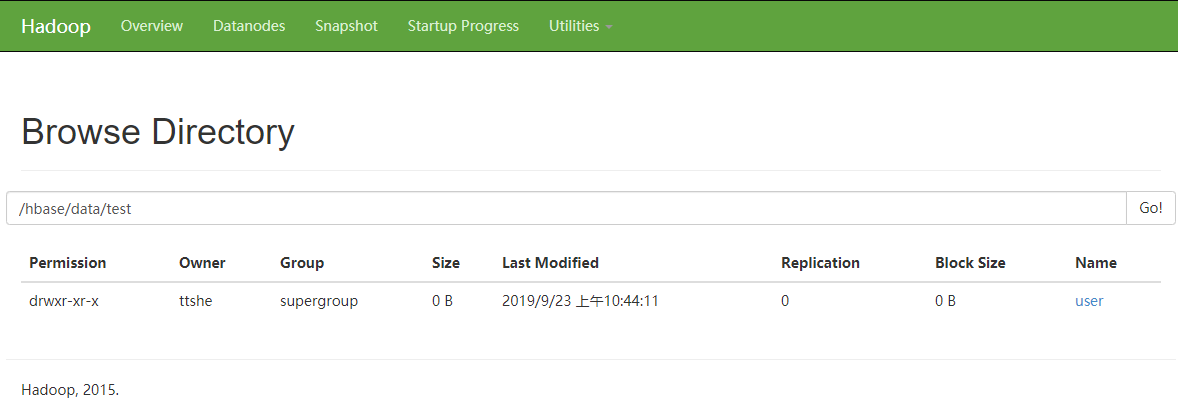 Hadoop Overview Datanodes Snapshot Startup Progress Utilities
Browse Directory
/hbase/data/test Go!
Permission Owner Group Size Last Modified Replication Block Size Name
drwxr-xr-x ttshe supergroup 0 B 2019/9/23 上午10:44:11 0 0 B user
Hadoop, 2015.